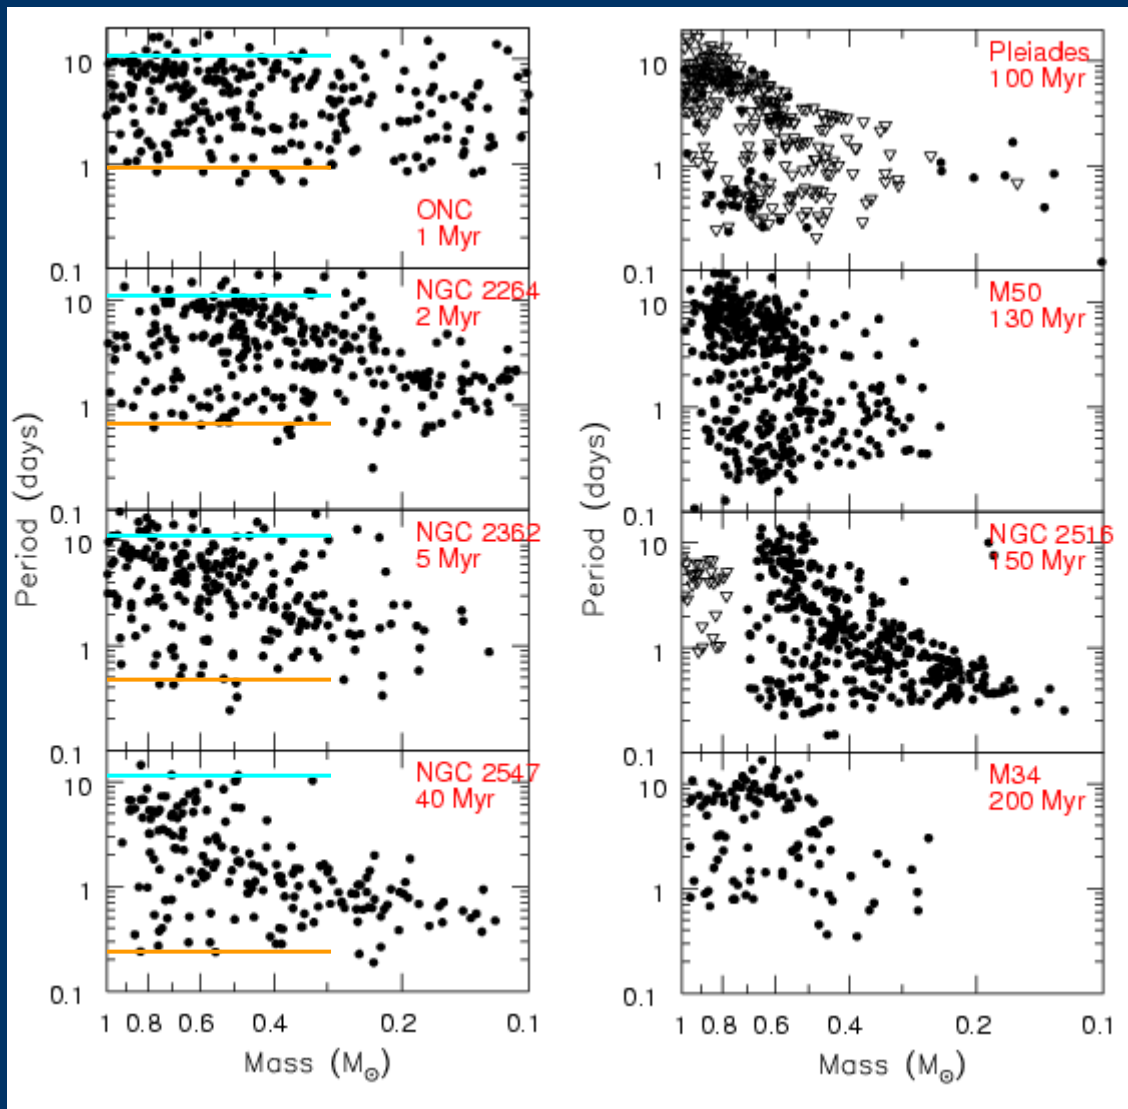 10
1
ONC
1 Myr
0.1
10
1
NGC 2264
2 Myr
0.1
10
1
NGC 2362
5 Myr
0.1
10
1
NGC 2547
40 Myr
0.1
1 0.8 0.6 0.4 0.2 0.1
Mass (M☉)
Period (days)
10
1
Pleiades
100 Myr
0.1
10
1
M50
130 Myr
0.1
10
1
NGC 2516
150 Myr
0.1
10
1
M34
200 Myr
0.1
1 0.8 0.6 0.4 0.2 0.1
Mass (M☉)
Period (days)